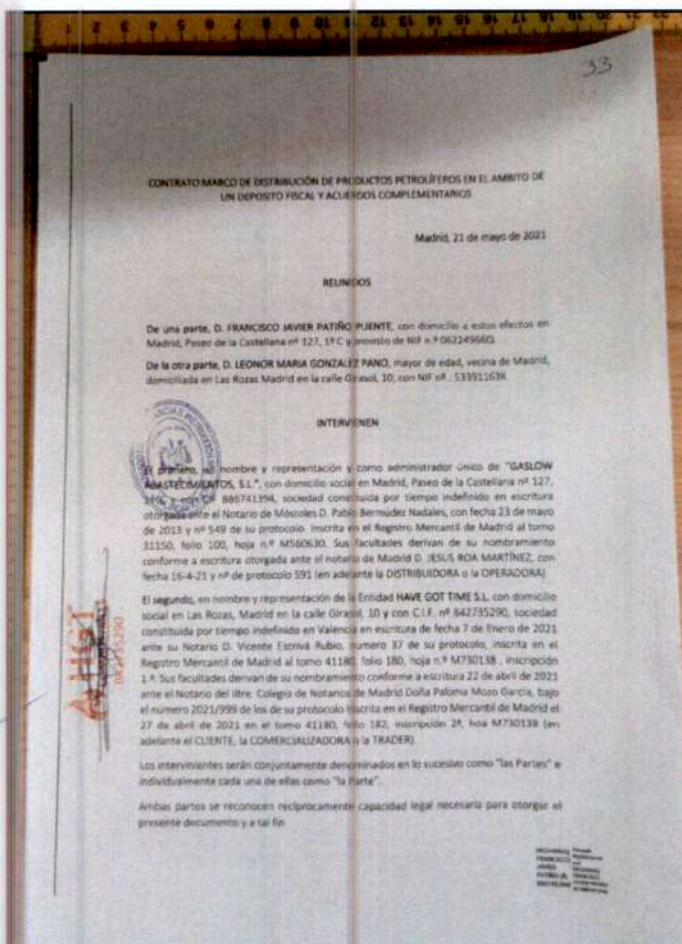 33
CONTRATO MARCO DE DISTRIBUCIÓN DE PRODUCTOS PETROLÍFEROS EN EL AMBITO DE
UN DEPOSITO FISCAL Y ACUERDOS COMPLEMENTARIOS
Madrid, 21 de mayo de 2021
REUNIDOS
De una parte, D. FRANCISCO JAVIER PATIÑO PUENTE, con domicilio a estos efectos en
Madrid, Paseo de la Castellana nº 127, 1º C y provisto de NIF n.º
De la otra parte, D. LEONOR MARIA GONZALEZ PANO, mayor de edad, vecina de Madrid,
domiciliada en Las Rozas Madrid en la calle Girasol, 10, con NIF nº.: 53391163K
INTERVIENEN
El primero, en nombre y representación y como administrador único de "GASLOW
ABASTECIMIENTOS, S.L.", con domicilio social en Madrid, Paseo de la Castellana nº 127,
y con CIF B86741394, sociedad constituida por tiempo indefinido en escritura
otorgada ante el Notario de Móstoles D. Pablo Bermúdez Nadales, con fecha 23 de mayo
de 2013 y nº 549 de su protocolo. Inscrita en el Registro Mercantil de Madrid al tomo
31150, folio 100, hoja n.º M560630. Sus facultades derivan de su nombramiento
conforme a escritura otorgada ante el notario de Madrid D. JESUS ROA MARTÍNEZ, con
fecha 16-4-21 y nº de protocolo 591 (en adelante la DISTRIBUIDORA o la OPERADORA)
El segundo, en nombre y representación de la Entidad HAVE GOT TIME S.L. con domicilio
social en Las Rozas, Madrid en la calle Girasol, 10 y con C.I.F. nº B42735290, sociedad
constituida por tiempo indefinido en Valencia en escritura de fecha 7 de Enero de 2021
ante su Notario D. Vicente Escrivá Rubio, numero 37 de su protocolo, inscrita en el
Registro Mercantil de Madrid al tomo 41180, folio 180, hoja n.º M730138 , inscripción
1.ª. Sus facultades derivan de su nombramiento conforme a escritura 22 de abril de 2021
ante el Notario del Iltre. Colegio de Notarios de Madrid Doña Paloma Mozo García, bajo
el número 2021/999 de los de su protocolo Inscrita en el Registro Mercantil de Madrid el
27 de abril de 2021 en el tomo 41180, folio 182, inscripción 2ª, hoa M730138 (en
adelante el CLIENTE, la COMERCIALIZADORA o la TRADER)
Los intervinientes serán conjuntamente denominados en lo sucesivo como "las Partes" e
individualmente cada una de ellas como "la Parte".
Ambas partes se reconocen recíprocamente capacidad legal necesaria para otorgar el
presente documento y a tal fin